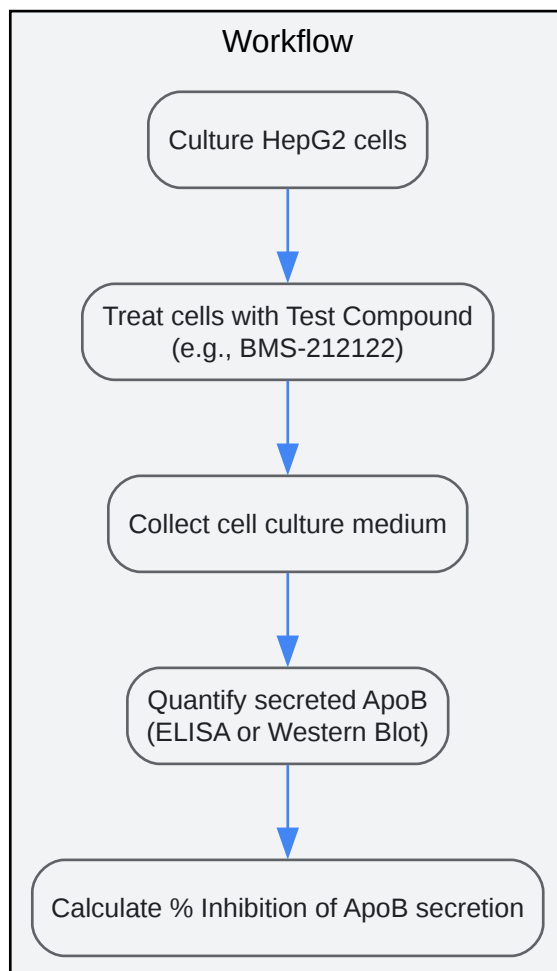 Workflow
Culture HepG2 cells
Treat cells with Test Compound
(e.g., BMS-212122)
Collect cell culture medium
Quantify secreted ApoB
(ELISA or Western Blot)
Calculate % Inhibition of ApoB secretion